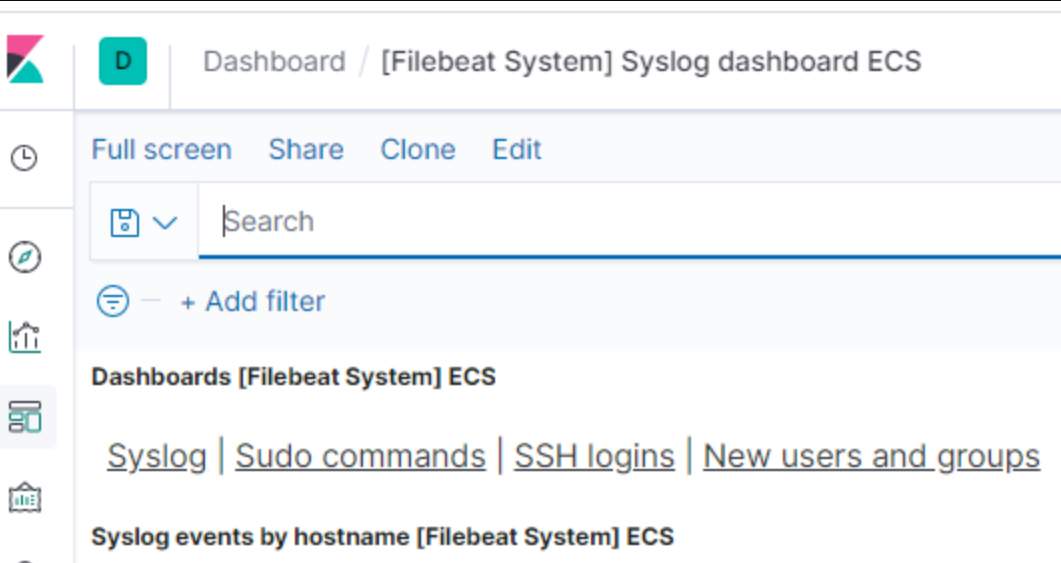 D Dashboard / [Filebeat System] Syslog dashboard ECS
Full screen Share Clone Edit
Search
+ Add filter
Dashboards [Filebeat System] ECS
Syslog | Sudo commands | SSH logins | New users and groups
Syslog events by hostname [Filebeat System] ECS